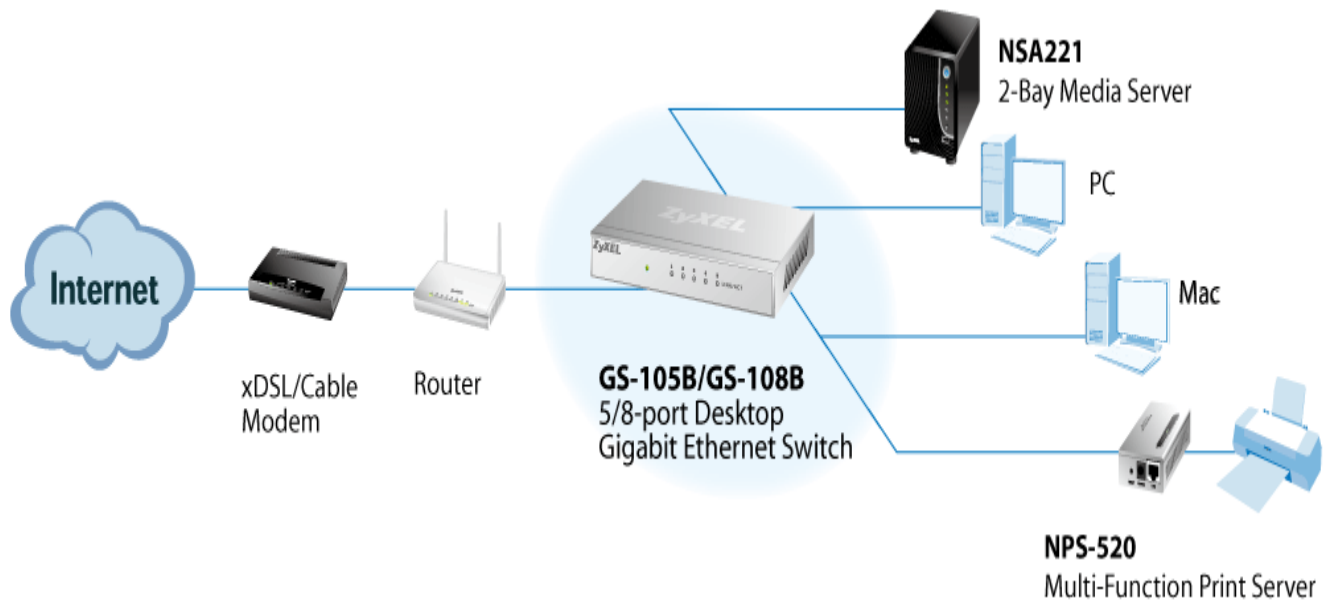 NSA221
2-Bay Media Server
PC
ZyXEL
ZyXEL
Internet
Mac
xDSL/Cable
Modem
Router
GS-105B/GS-108B
5/8-port Desktop
Gigabit Ethernet Switch
NPS-520
Multi-Function Print Server